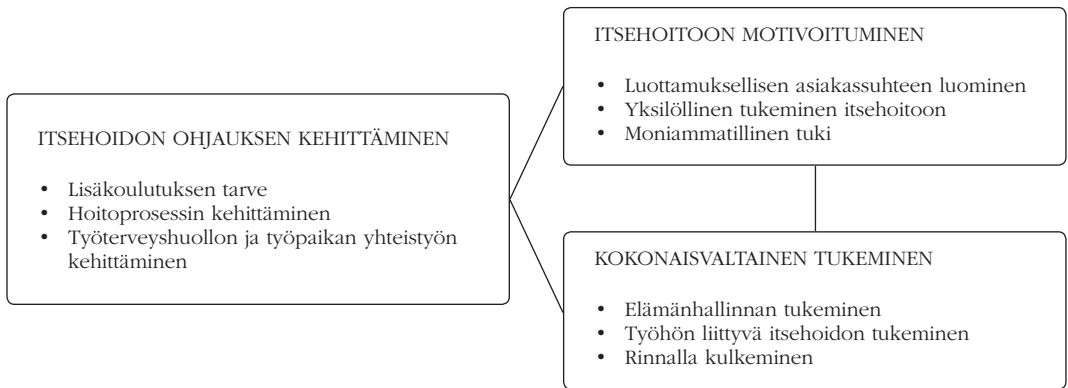 ITSEHOIDON OHJAUKSEN KEHITTÄMINEN
• Lisäkoulutuksen tarve
• Hoitoprosessin kehittäminen
• Työterveyshuollon ja työpaikan yhteistyön
kehittäminen
ITSEHOITOON MOTIVOITUMINEN
• Luottamuksellisen asiakassuhteen luominen
• Yksilöllinen tukeminen itsehoitoon
• Moniammatillinen tuki
KOKONAISVALTAINEN TUKEMINEN
• Elämänhallinnan tukeminen
• Työhön liittyvä itsehoidon tukeminen
• Rinnalla kulkeminen